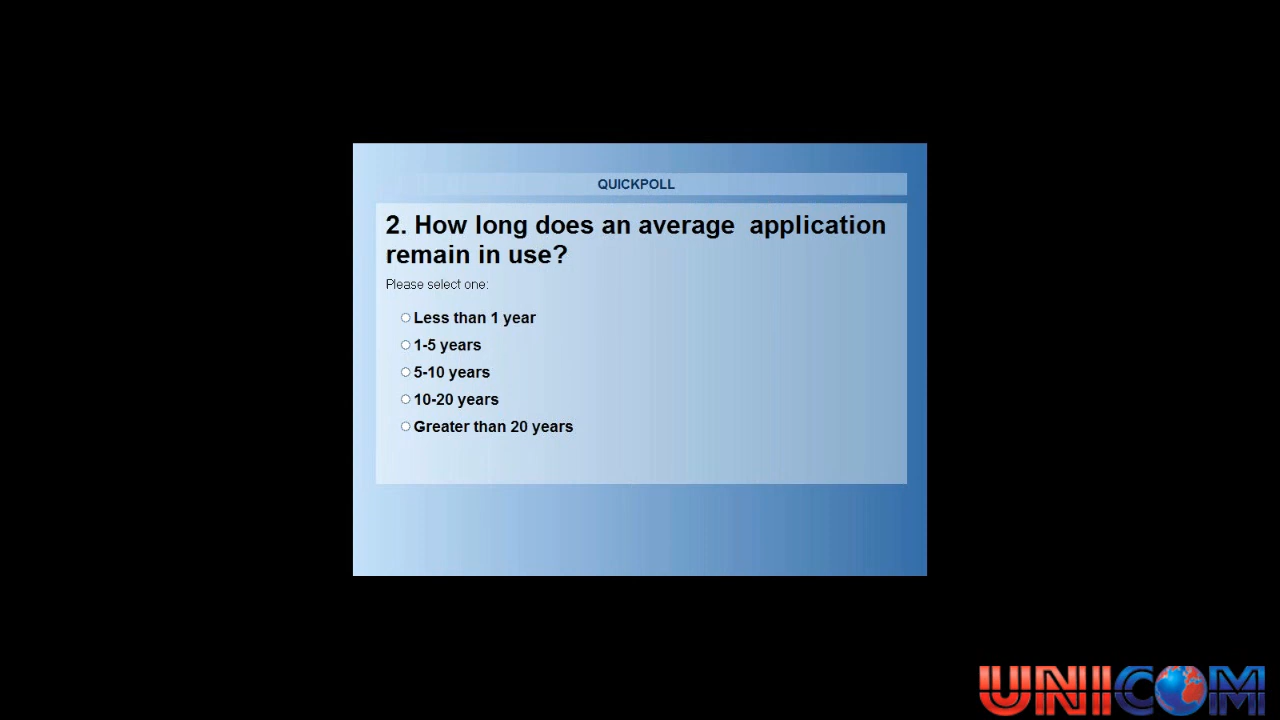 QUICKPOLL
2. How long does an average application
remain in use?
Please select one:
Less than 1 year
1-5 years
5-10 years
10-20 years
Greater than 20 years
UNICOM